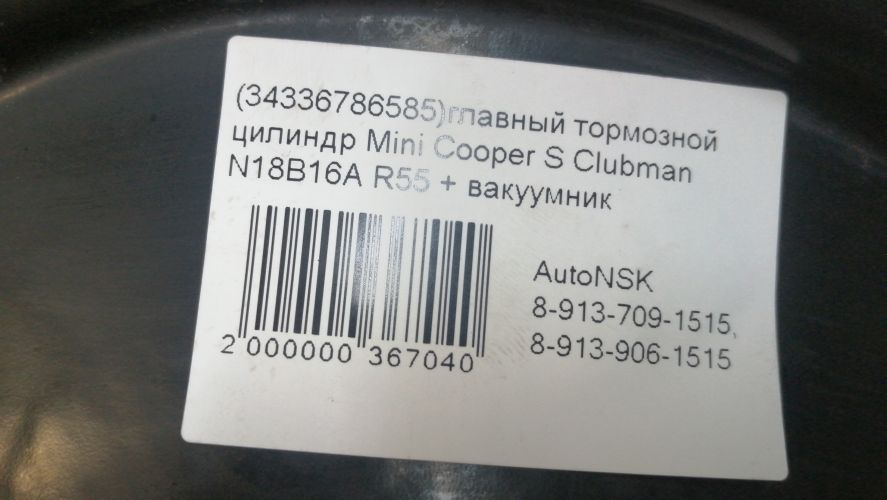 (34336786585)главный тормозной
цилиндр Mini Cooper S Clubman
N18B16A R55 + вакуумник
AutoNSK
8-913-709-1515,
8-913-906-1515
2 000000 367040